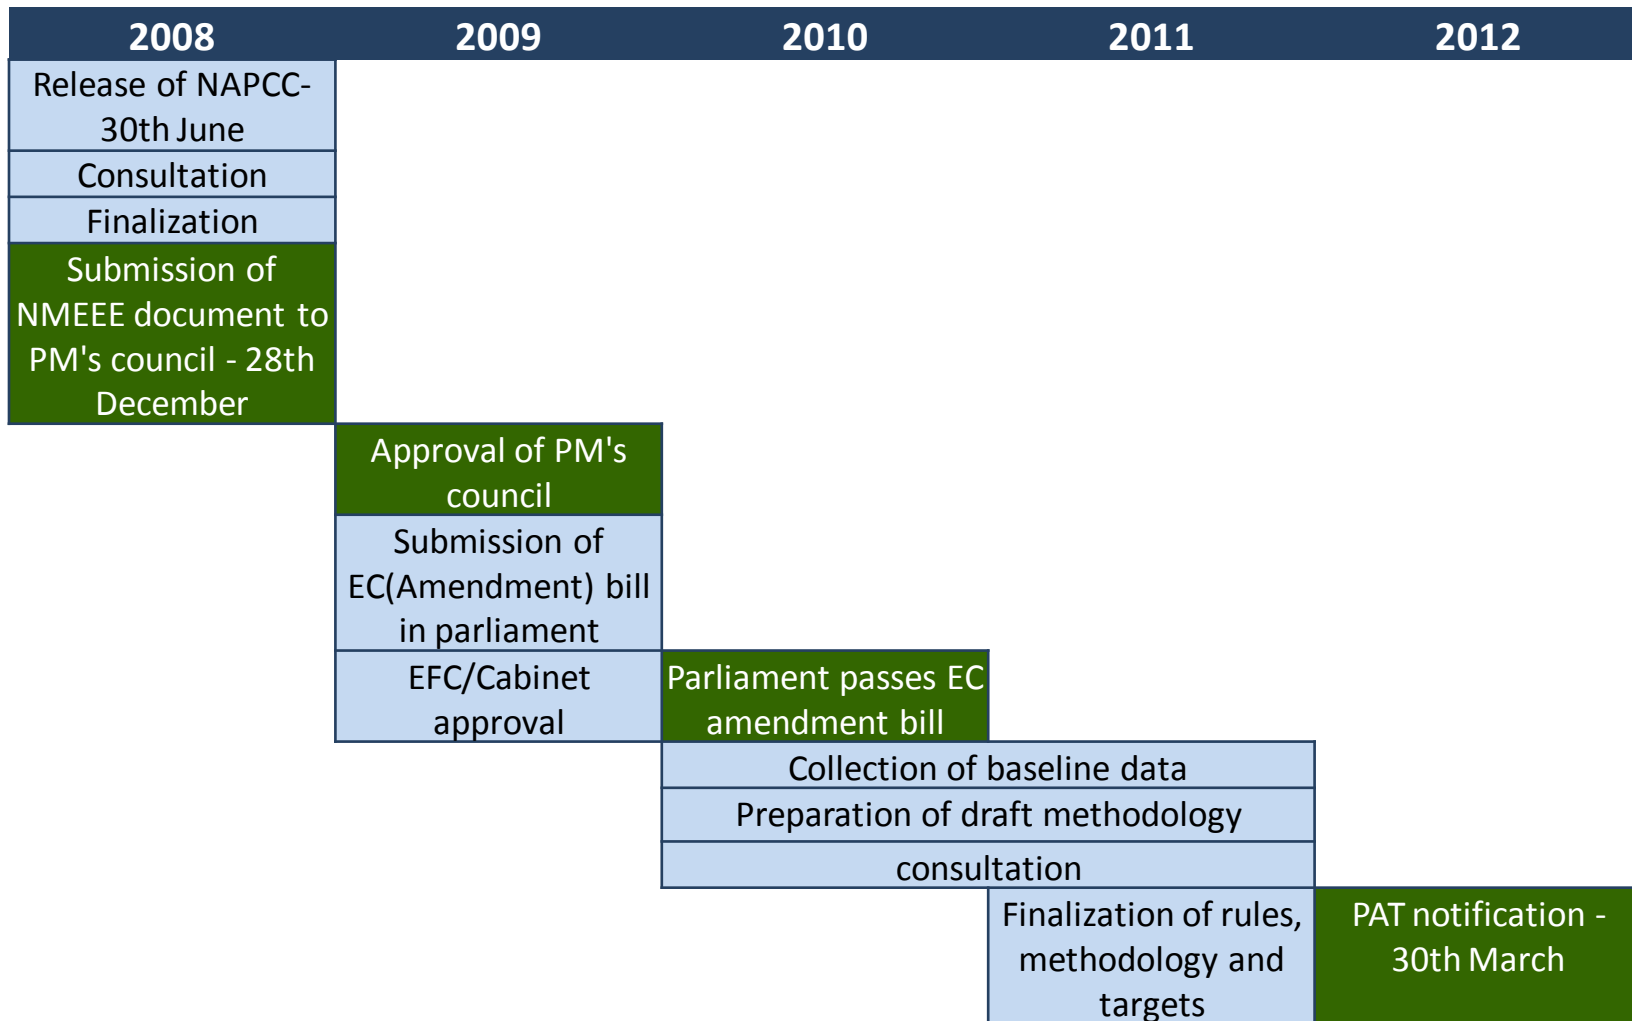 2008 2009 2010 2011 2012
Release of NAPCC-
30th June
Consultation
Finalization
Submission of
NMEEE document to
PM's council - 28th
December
Approval of PM's
council
Submission of
EC(Amendment) bill
in parliament
EFC/Cabinet
approval
Parliament passes EC
amendment bill
Collection of baseline data
Preparation of draft methodology
consultation
Finalization of rules,
methodology and
targets
PAT notification -
30th March